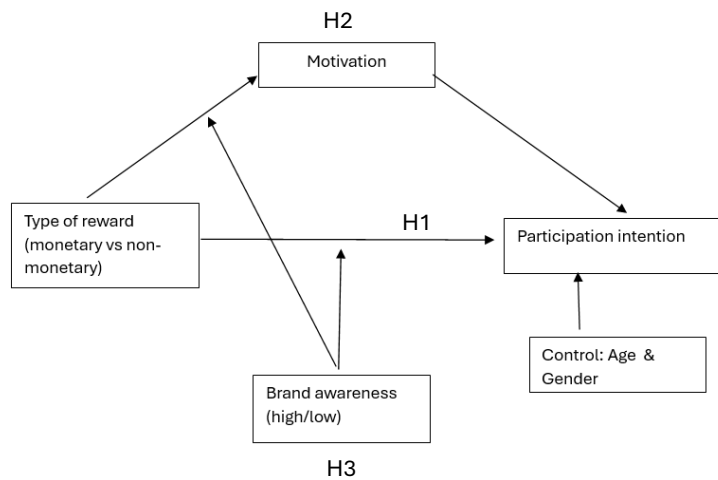 H2
Motivation
Type of reward
(monetary vs non-
monetary)
H1
Participation intention
Control: Age & 
Gender
Brand awareness
(high/low)
H3